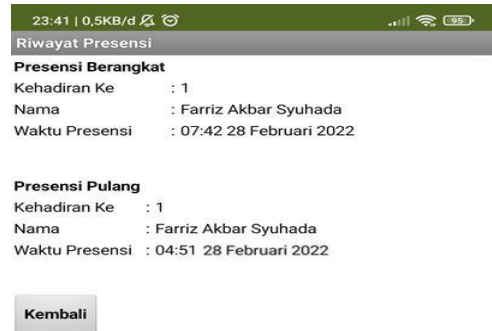 23:41 | 0,5KB/d 95
Riwayat Presensi
Presensi Berangkat
Kehadiran Ke : 1
Nama : Farriz Akbar Syuhada
Waktu Presensi : 07:42 28 Februari 2022
Presensi Pulang
Kehadiran Ke : 1
Nama : Farriz Akbar Syuhada
Waktu Presensi : 04:51 28 Februari 2022
Kembali